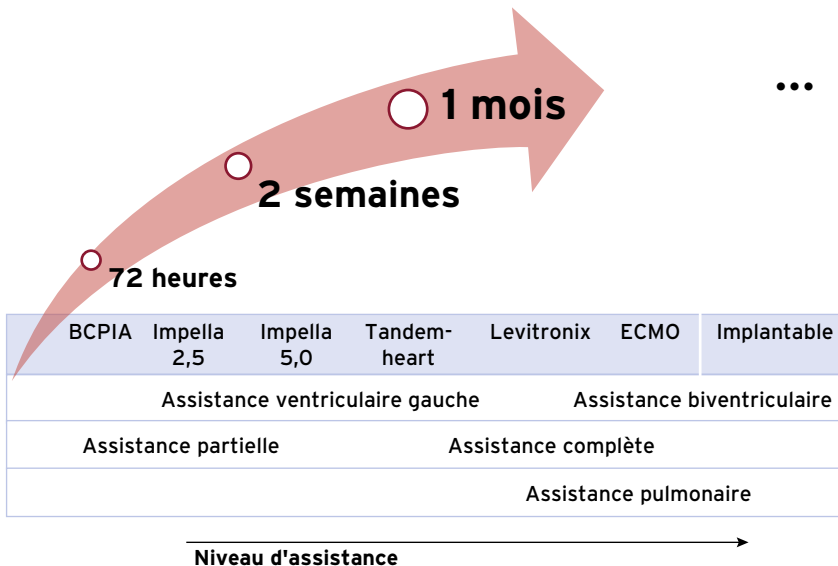 ...
1 mois
2 semaines
72 heures
BCPIA Impella 2,5 Impella 5,0 Tandem-heart Levitronix ECMO Implantable
Assistance ventriculaire gauche Assistance biventriculaire
Assistance partielle Assistance complète
Assistance pulmonaire
Niveau d'assistance